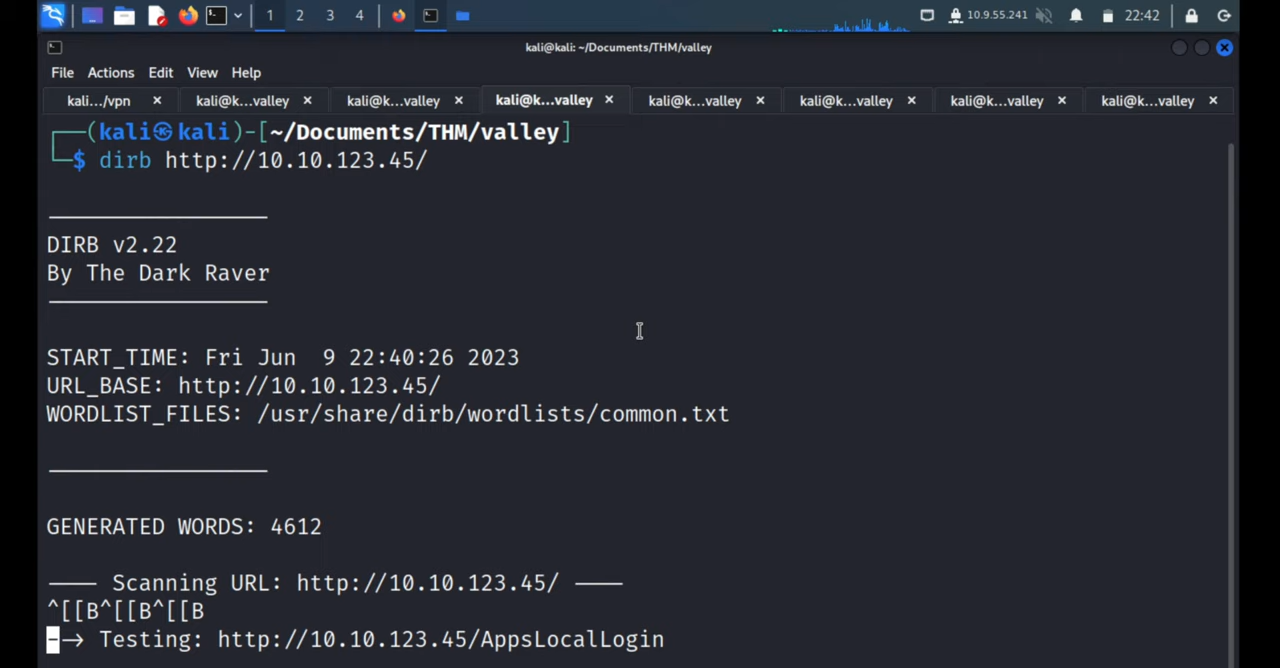 1 2 3 4 10.9.55.241 22:42
kali@kali: ~/Documents/THM/valley
File Actions Edit View Help
kali.../vpn kali@k...valley kali@k...valley kali@k...valley kali@k...valley kali@k...valley kali@k...valley kali@k...valley
┌──(kali㉿kali)-[~/Documents/THM/valley]
└─$ dirb http://10.10.123.45/
DIRB v2.22
By The Dark Raver
START_TIME: Fri Jun  9 22:40:26 2023
URL_BASE: http://10.10.123.45/
WORDLIST_FILES: /usr/share/dirb/wordlists/common.txt
GENERATED WORDS: 4612
---- Scanning URL: http://10.10.123.45/ ----
^[[B^[[B^[[B
--> Testing: http://10.10.123.45/AppsLocalLogin